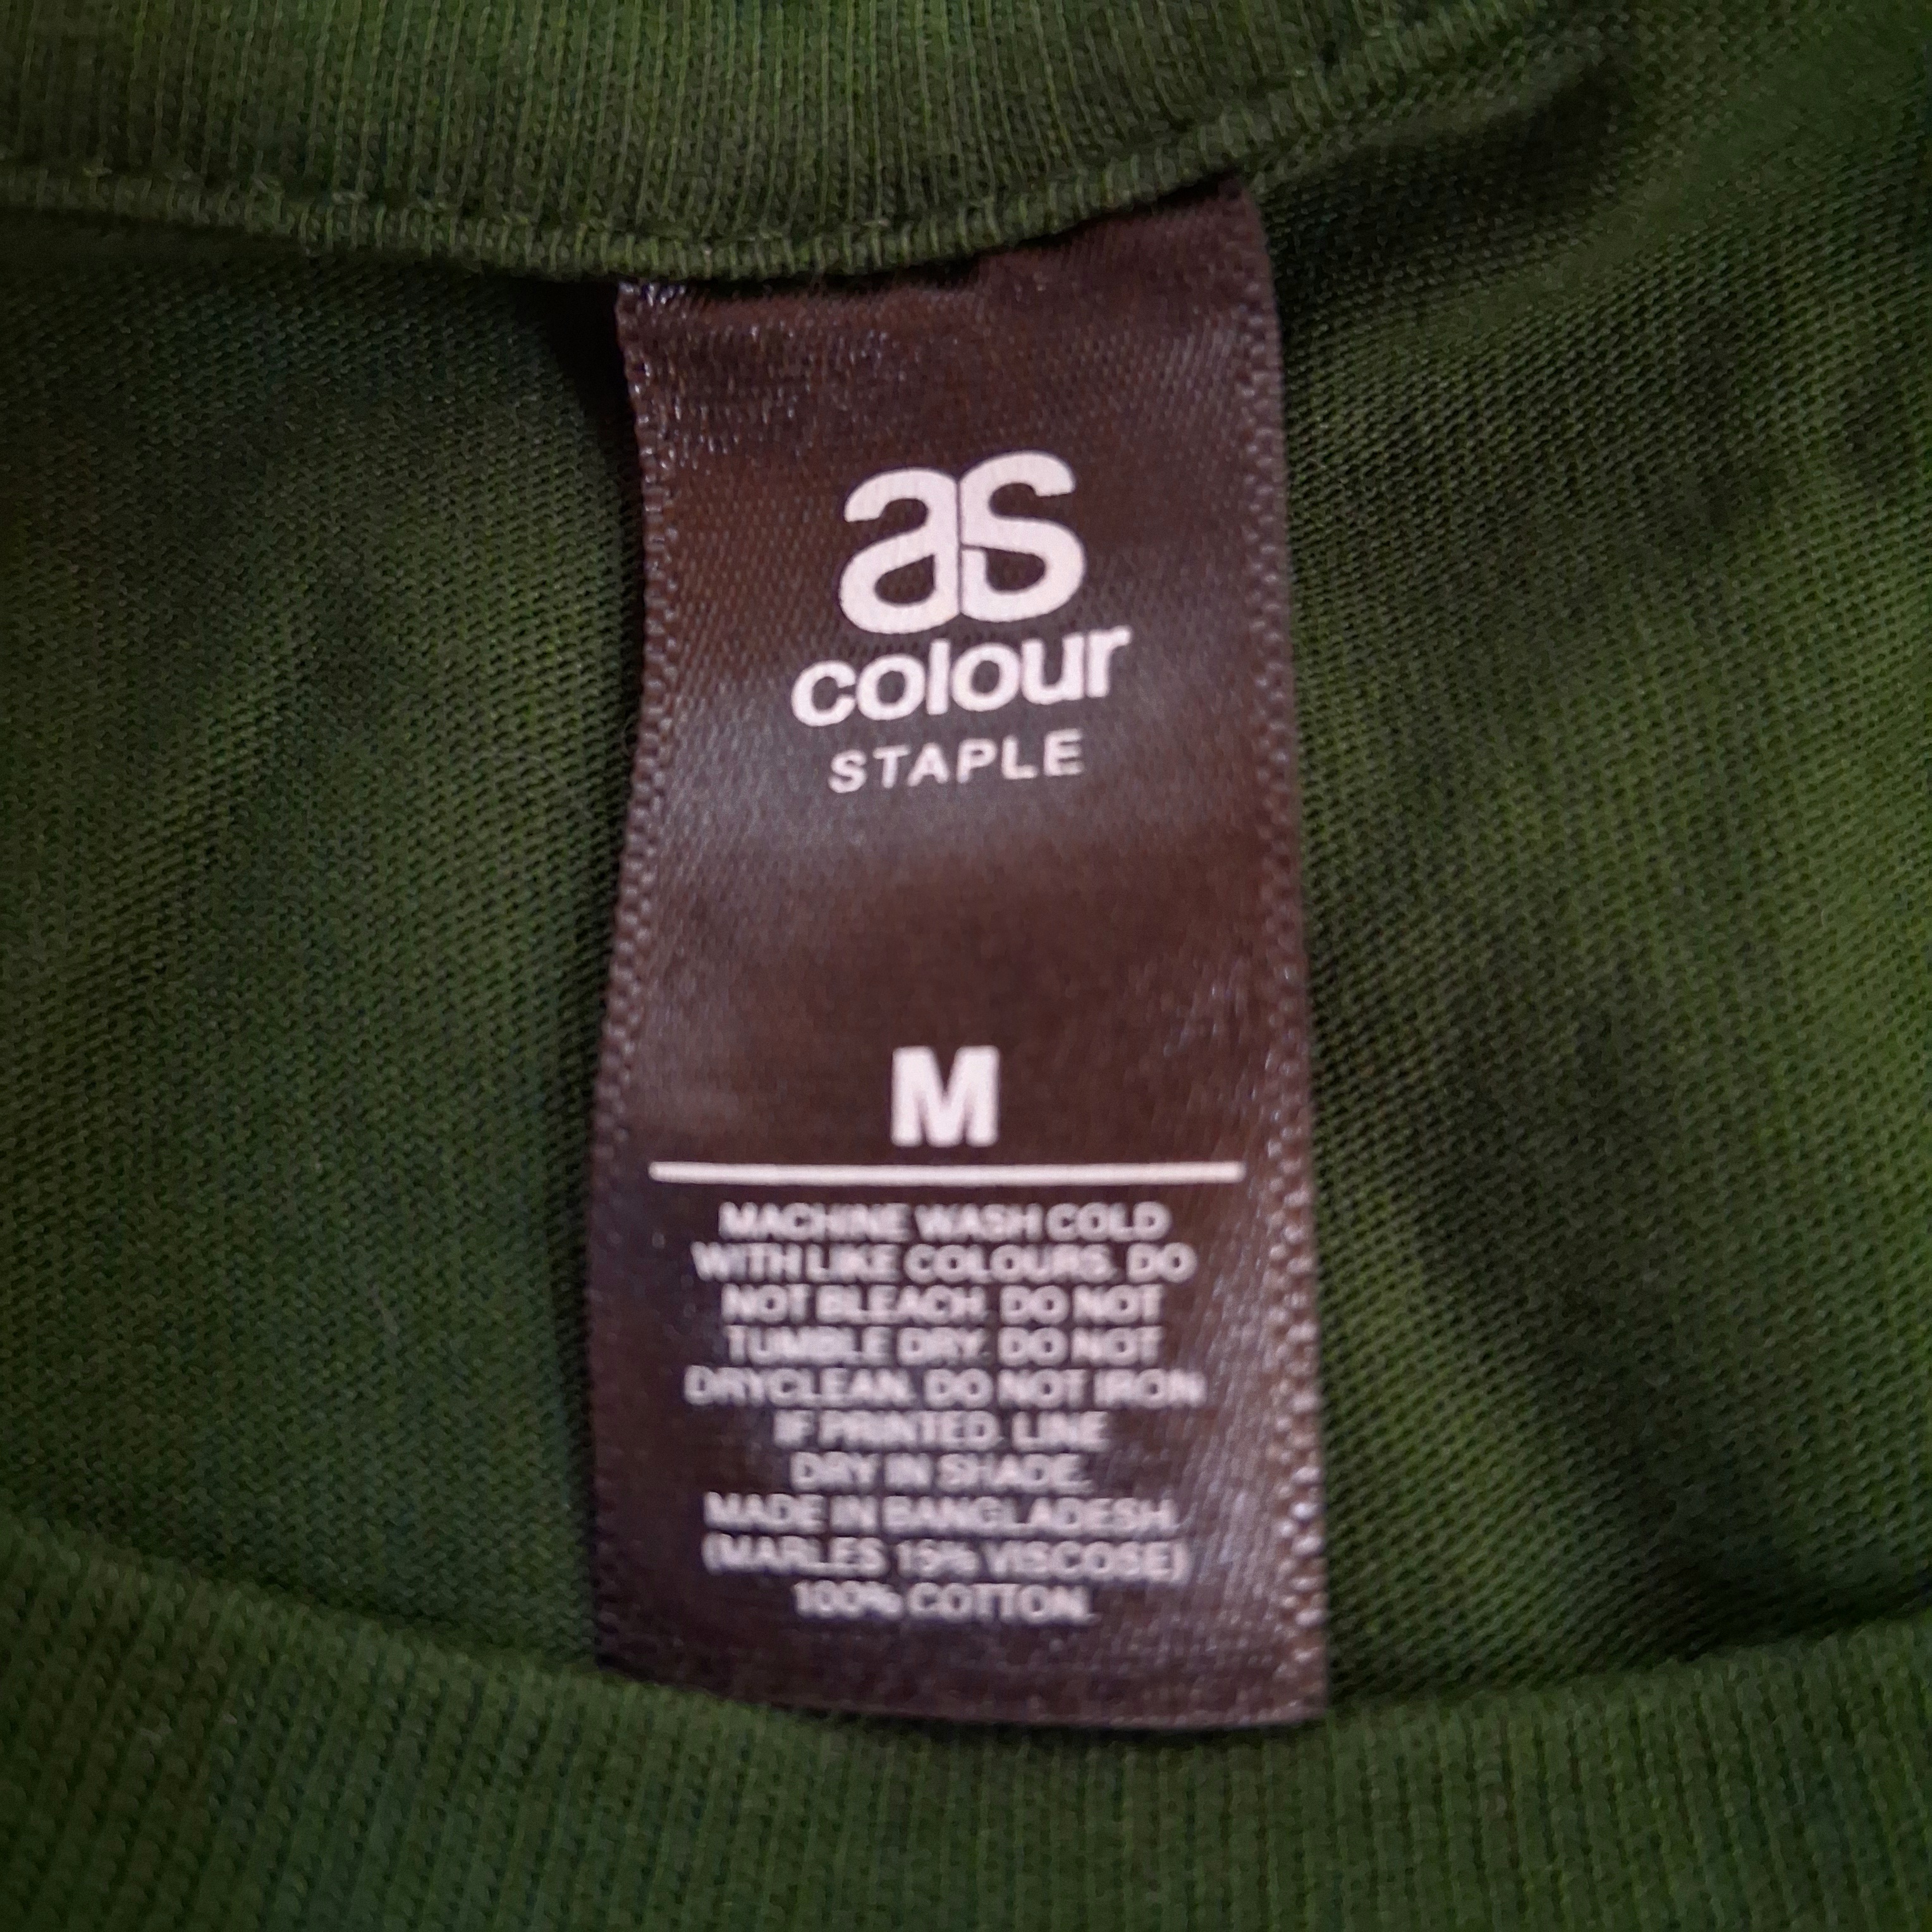 as
colour
STAPLE
M
MACHINE WASH COLD
WITH LIKE COLOURS. DO
NOT BLEACH. DO NOT
TUMBLE DRY. DO NOT
DRYCLEAN. DO NOT IRON
IF PRINTED. LINE
DRY IN SHADE.
MADE IN BANGLADESH.
(MARLES 15% VISCOSE)
100% COTTON.